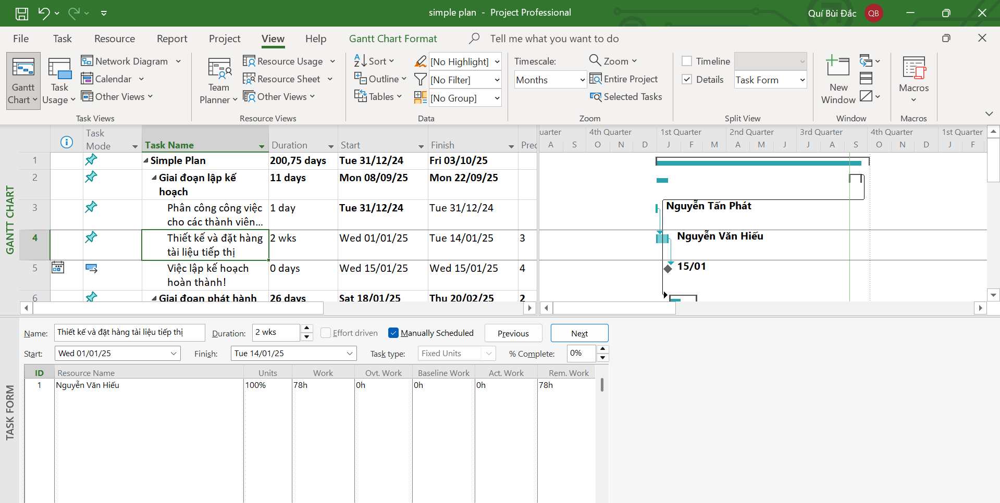 simple plan - Project Professional
Quí Bùi Đắc
QB
File Task Resource Report Project View Help Gantt Chart Format Tell me what you want to do
Gantt Chart
Task Usage
Network Diagram
Calendar
Other Views
Task Views
Team Planner
Resource Usage
Resource Sheet
Other Views
Resource Views
Sort
Outline
Tables
[No Highlight]
[No Filter]
[No Group]
Data
Timescale:
Months
Zoom
Entire Project
Selected Tasks
Zoom
Timeline
Details
Task Form
Split View
New Window
Window
Macros
Macros
GANTT CHART
Task Mode Task Name Duration Start Finish Prec
uarter 4th Quarter 1st Quarter 2nd Quarter 3rd Quarter 4th Quarter 1st Quarter
A S O N D J F M A M J J A S O N D J F
1 Simple Plan 200,75 days Tue 31/12/24 Fri 03/10/25
2 Giai đoạn lập kế hoạch 11 days Mon 08/09/25 Mon 22/09/25
3 Phân công công việc cho các thành viên... 1 day Tue 31/12/24 Tue 31/12/24
Nguyễn Tấn Phát
4 Thiết kế và đặt hàng tài liệu tiếp thị 2 wks Wed 01/01/25 Tue 14/01/25 3
Nguyễn Văn Hiếu
5 Việc lập kế hoạch hoàn thành! 0 days Wed 15/01/25 Wed 15/01/25 4
15/01
6 Giai đoạn phát hành 26 days Sat 18/01/25 Thu 20/02/25 2
TASK FORM
Name: Thiết kế và đặt hàng tài liệu tiếp thị Duration: 2 wks Effort driven Manually Scheduled Previous Next
Start: Wed 01/01/25 Finish: Tue 14/01/25 Task type: Fixed Units % Complete: 0%
ID Resource Name Units Work Ovt. Work Baseline Work Act. Work Rem. Work
1 Nguyễn Văn Hiếu 100% 78h 0h 0h 0h 78h